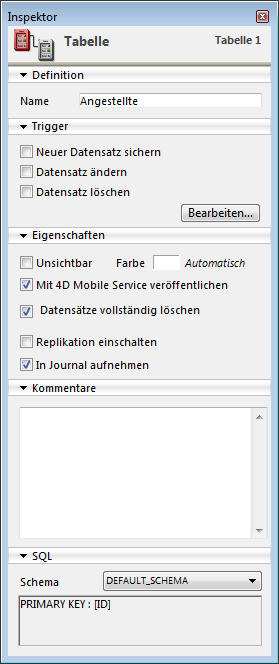 Inspektor
Tabelle Tabelle 1
Definition
Name Angestellte
Trigger
Neuer Datensatz sichern
Datensatz ändern
Datensatz löschen
Bearbeiten...
Eigenschaften
Unsichtbar Farbe Automatisch
Mit 4D Mobile Service veröffentlichen
Datensätze vollständig löschen
Replikation einschalten
In Journal aufnehmen
Kommentare
SQL
Schema DEFAULT_SCHEMA
PRIMARY KEY : [ID]